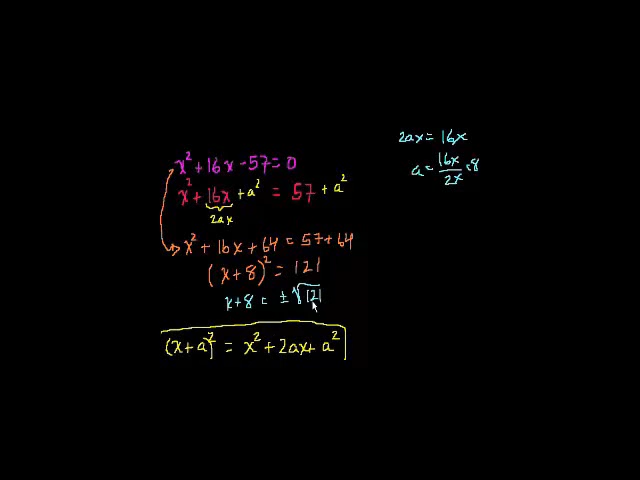 x² + 16x - 57 = 0
x² + 16x + a² = 57 + a²
2ax
x² + 16x + 64 = 57 + 64
(x + 8)² = 121
x + 8 = ± √121
(x + a)² = x² + 2ax + a²
2ax = 16x
a = 16x/2x = 8